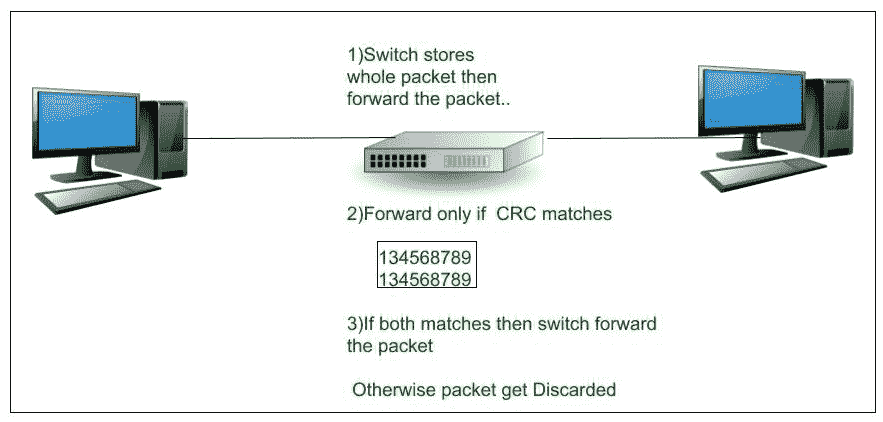 1)Switch stores
whole packet then
forward the packet..
2)Forward only if CRC matches
134568789
134568789
3)If both matches then switch forward
the packet
Otherwise packet get Discarded